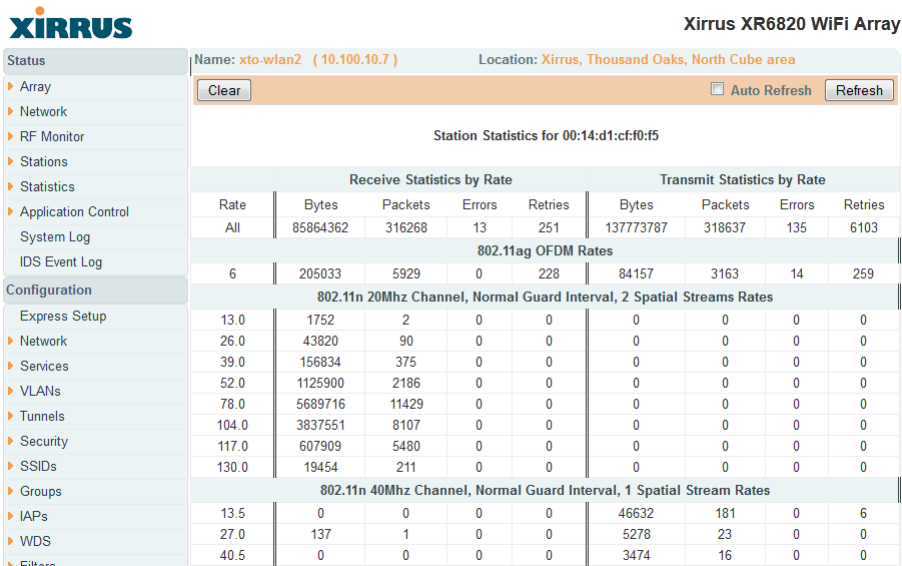 XIRRUS
Xirrus XR6820 WiFi Array
Status
Array
Network
RF Monitor
Stations
Statistics
Application Control
System Log
IDS Event Log
Configuration
Express Setup
Network
Services
VLANs
Tunnels
Security
SSIDs
Groups
IAPs
WDS
Filters
Name: xto-wlan2 ( 10.100.10.7 ) Location: Xirrus, Thousand Oaks, North Cube area
Clear Auto Refresh Refresh
Station Statistics for 00:14:d1:cf:f0:f5
Receive Statistics by Rate Transmit Statistics by Rate
Rate Bytes Packets Errors Retries Bytes Packets Errors Retries
All 85864362 316268 13 251 137773787 318637 135 6103
802.11ag OFDM Rates
6 205033 5929 0 228 84157 3163 14 259
802.11n 20Mhz Channel, Normal Guard Interval, 2 Spatial Streams Rates
13.0 1752 2 0 0 0 0 0 0
26.0 43820 90 0 0 0 0 0 0
39.0 156834 375 0 0 0 0 0 0
52.0 1125900 2186 0 0 0 0 0 0
78.0 5689716 11429 0 0 0 0 0 0
104.0 3837551 8107 0 0 0 0 0 0
117.0 607909 5480 0 0 0 0 0 0
130.0 19454 211 0 0 0 0 0 0
802.11n 40Mhz Channel, Normal Guard Interval, 1 Spatial Stream Rates
13.5 0 0 0 0 46632 181 0 6
27.0 137 1 0 0 5278 23 0 0
40.5 0 0 0 0 3474 16 0 0